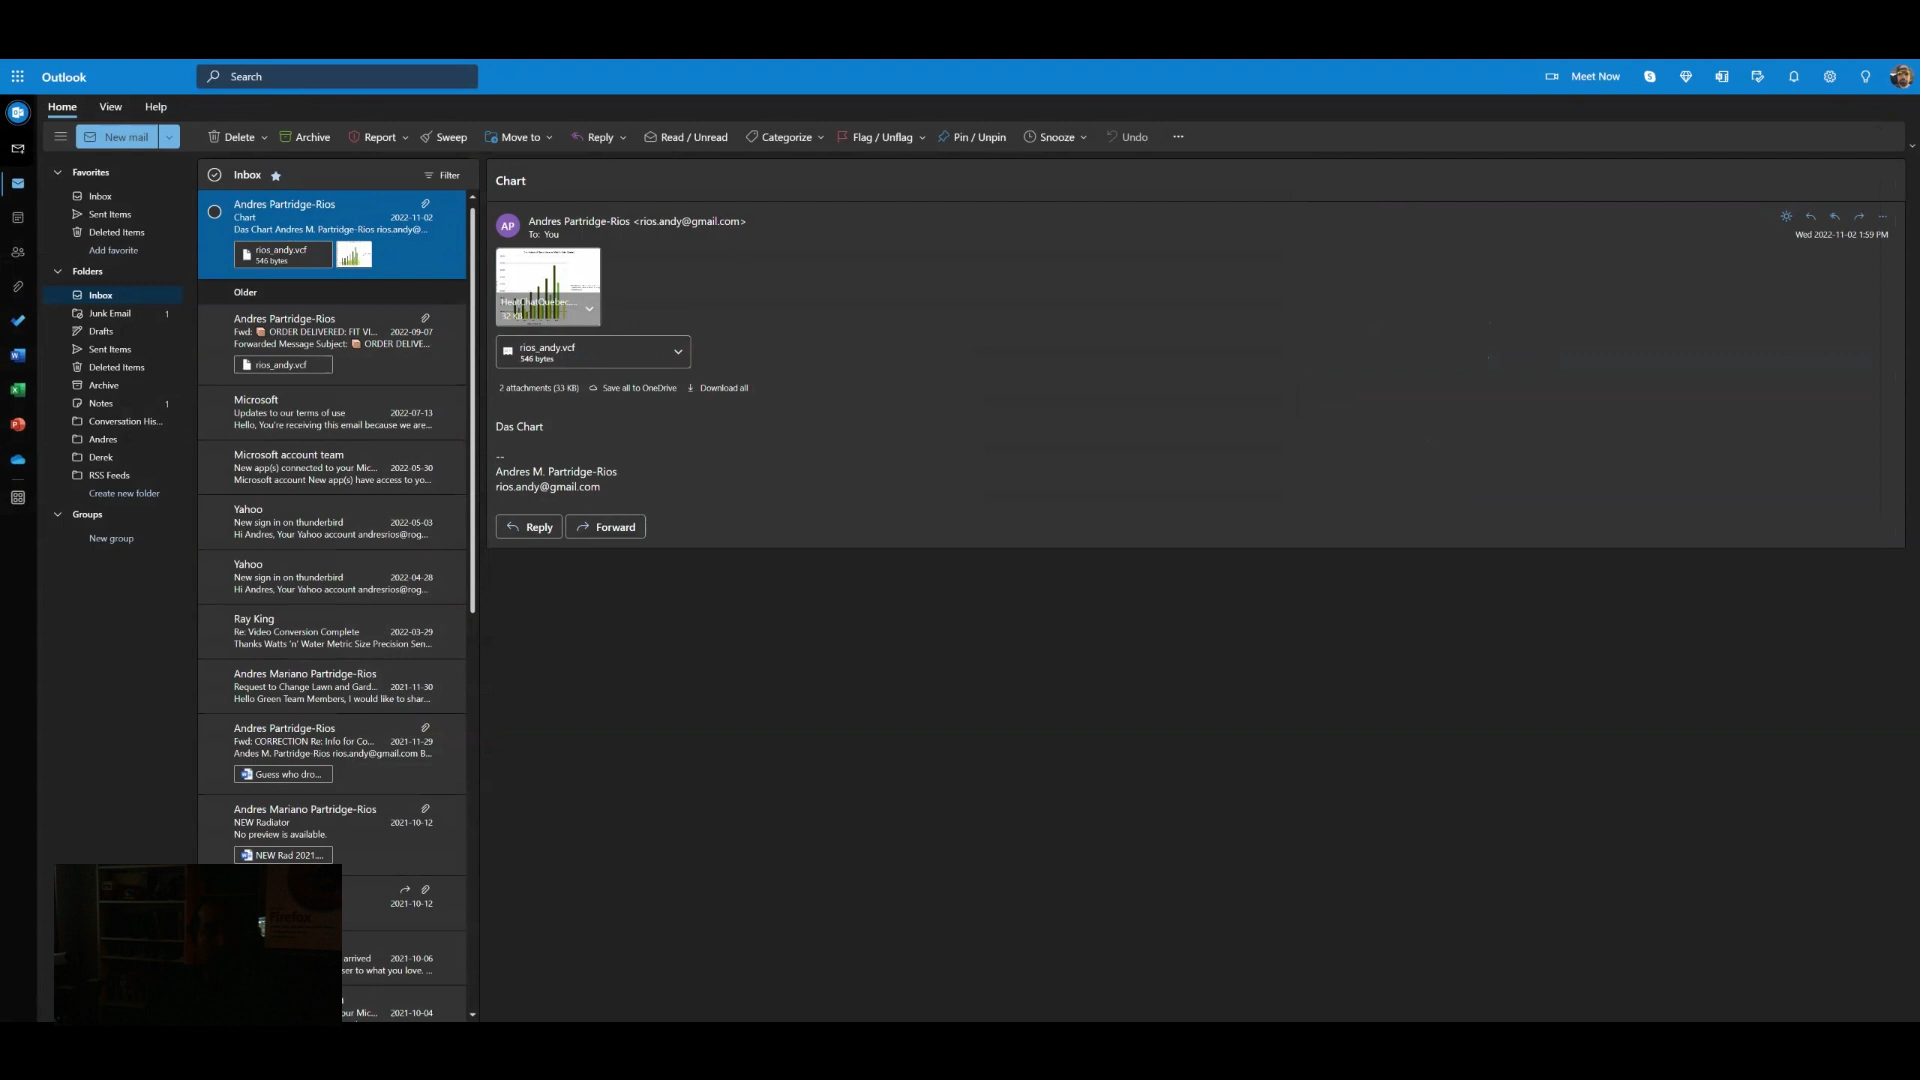 Outlook
Search
Meet Now
Home
View
Help
New mail
Delete
Archive
Report
Sweep
Move to
Reply
Read / Unread
Categorize
Flag / Unflag
Pin / Unpin
Snooze
Undo
Favorites
Inbox
Sent Items
Deleted Items
Add favorite
Folders
Inbox
Junk Email 1
Drafts
Sent Items
Deleted Items
Archive
Notes 1
Conversation His...
Andres
Derek
RSS Feeds
Create new folder
Groups
New group
Inbox
Filter
Andres Partridge-Rios
Chart 2022-11-02
Das Chart Andres M. Partridge-Rios rios.andy@...
rios_andy.vcf
546 bytes
Older
Andres Partridge-Rios
Fwd: ORDER DELIVERED: FIT VI... 2022-09-07
Forwarded Message Subject: ORDER DELIVE...
rios_andy.vcf
Microsoft
Updates to our terms of use 2022-07-13
Hello, You're receiving this email because we are...
Microsoft account team
New app(s) connected to your Mic... 2022-05-30
Microsoft account New app(s) have access to yo...
Yahoo
New sign in on thunderbird 2022-05-03
Hi Andres, Your Yahoo account andresrios@rog...
Yahoo
New sign in on thunderbird 2022-04-28
Hi Andres, Your Yahoo account andresrios@rog...
Ray King
Re: Video Conversion Complete 2022-03-29
Thanks Watts 'n' Water Metric Size Precision Sen...
Andres Mariano Partridge-Rios
Request to Change Lawn and Gard... 2021-11-30
Hello Green Team Members, I would like to shar...
Andres Partridge-Rios
Fwd: CORRECTION Re: Info for Co... 2021-11-29
Andes M. Partridge-Rios rios.andy@gmail.com B...
Guess who dro...
Andres Mariano Partridge-Rios
NEW Radiator 2021-10-12
No preview is available.
NEW Rad 2021....
2021-10-12
arrived 2021-10-06
ser to what you love. ...
our Mic... 2021-10-04
Firefox
Chart
AP
Andres Partridge-Rios <rios.andy@gmail.com>
To: You
Wed 2022-11-02 1:59 PM
HeatChatQuebec....
32 KB
rios_andy.vcf
546 bytes
2 attachments (33 KB)
Save all to OneDrive
Download all
Das Chart
--
Andres M. Partridge-Rios
rios.andy@gmail.com
Reply
Forward